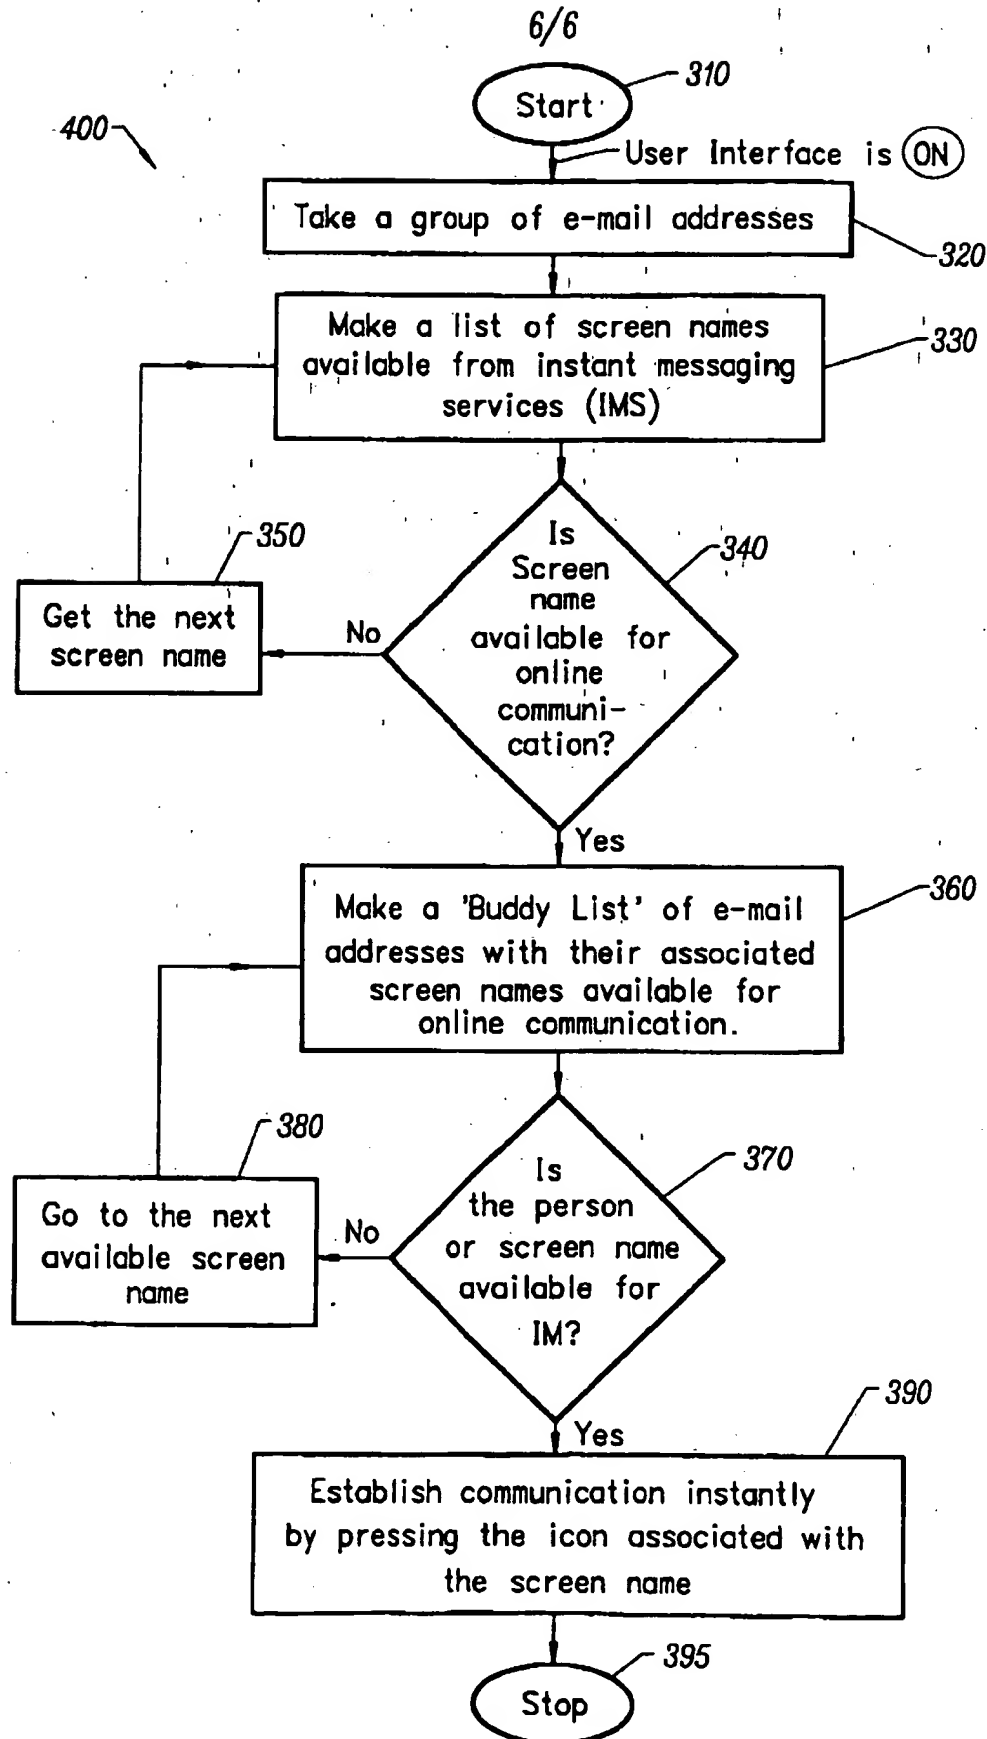 6/6
310
Start
400
User Interface is ON
Take a group of e-mail addresses
320
Make a list of screen names
available from instant messaging
services (IMS)
330
350
Get the next
screen name
No
Is
Screen
name
available for
online
communi-
cation?
340
Yes
Make a 'Buddy List' of e-mail
addresses with their associated
screen names available for
online communication.
360
380
Go to the next
available screen
name
No
Is
the person
or screen name
available for
IM?
370
Yes
390
Establish communication instantly
by pressing the icon associated with
the screen name
395
Stop